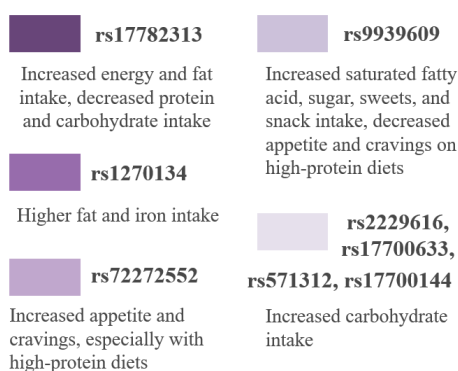 rs17782313
Increased energy and fat
intake, decreased protein
and carbohydrate intake
rs1270134
Higher fat and iron intake
rs72272552
Increased appetite and
cravings, especially with
high-protein diets
rs9939609
Increased saturated fatty
acid, sugar, sweets, and
snack intake, decreased
appetite and cravings on
high-protein diets
rs2229616,
rs17700633,
rs571312, rs17700144
Increased carbohydrate
intake